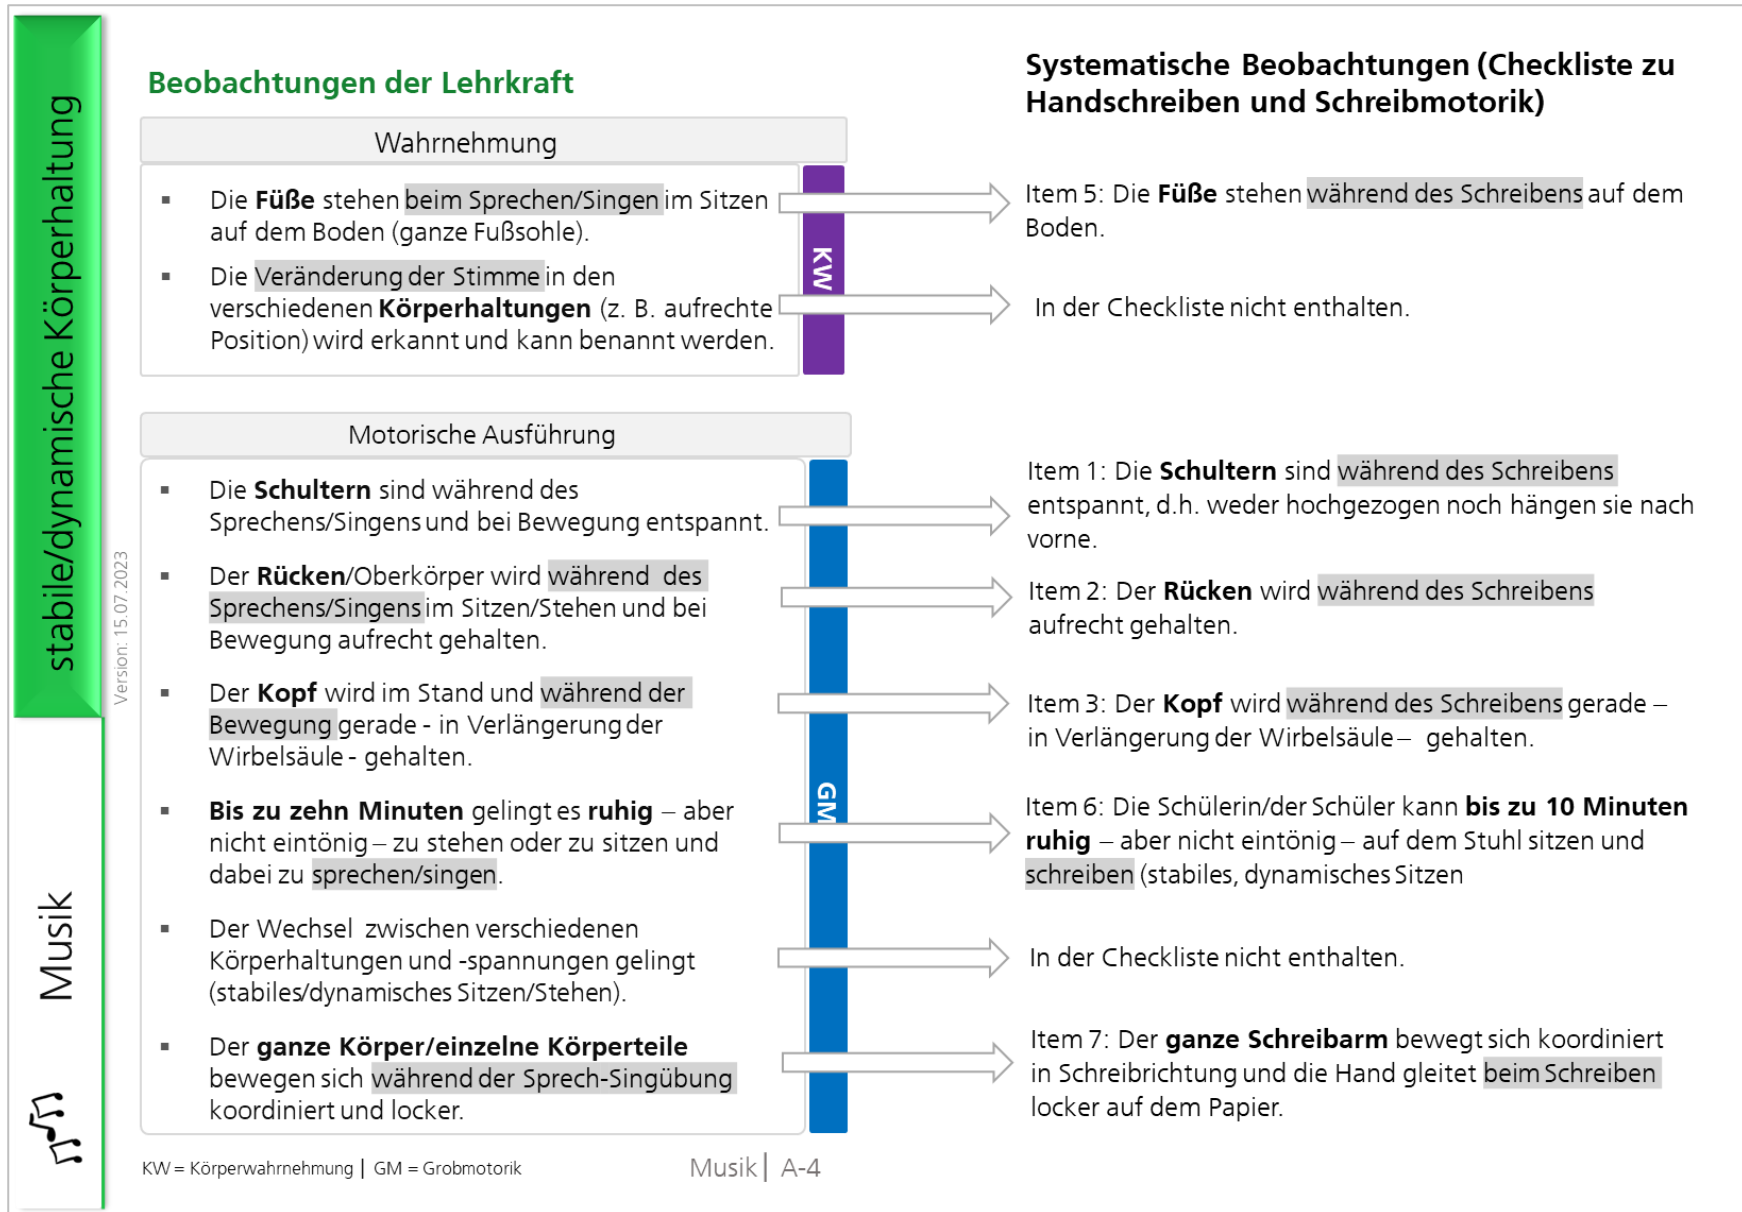 stabile/dynamische Körperhaltung
Musik
Version: 15.07.2023
Beobachtungen der Lehrkraft
Wahrnehmung
▪ Die Füße stehen beim Sprechen/Singen im Sitzen
auf dem Boden (ganze Fußsohle).
▪ Die Veränderung der Stimme in den
verschiedenen Körperhaltungen (z. B. aufrechte
Position) wird erkannt und kann benannt werden.
KW
Motorische Ausführung
▪ Die Schultern sind während des
Sprechens/Singens und bei Bewegung entspannt.
▪ Der Rücken/Oberkörper wird während des
Sprechens/Singens im Sitzen/Stehen und bei
Bewegung aufrecht gehalten.
▪ Der Kopf wird im Stand und während der
Bewegung gerade - in Verlängerung der
Wirbelsäule - gehalten.
▪ Bis zu zehn Minuten gelingt es ruhig – aber
nicht eintönig – zu stehen oder zu sitzen und
dabei zu sprechen/singen.
▪ Der Wechsel zwischen verschiedenen
Körperhaltungen und -spannungen gelingt
(stabiles/dynamisches Sitzen/Stehen).
▪ Der ganze Körper/einzelne Körperteile
bewegen sich während der Sprech-Singübung
koordiniert und locker.
GM
Systematische Beobachtungen (Checkliste zu
Handschreiben und Schreibmotorik)
Item 5: Die Füße stehen während des Schreibens auf dem
Boden.
In der Checkliste nicht enthalten.
Item 1: Die Schultern sind während des Schreibens
entspannt, d.h. weder hochgezogen noch hängen sie nach
vorne.
Item 2: Der Rücken wird während des Schreibens
aufrecht gehalten.
Item 3: Der Kopf wird während des Schreibens gerade –
in Verlängerung der Wirbelsäule – gehalten.
Item 6: Die Schülerin/der Schüler kann bis zu 10 Minuten
ruhig – aber nicht eintönig – auf dem Stuhl sitzen und
schreiben (stabiles, dynamisches Sitzen
In der Checkliste nicht enthalten.
Item 7: Der ganze Schreibarm bewegt sich koordiniert
in Schreibrichtung und die Hand gleitet beim Schreiben
locker auf dem Papier.
KW = Körperwahrnehmung | GM = Grobmotorik
Musik | A-4